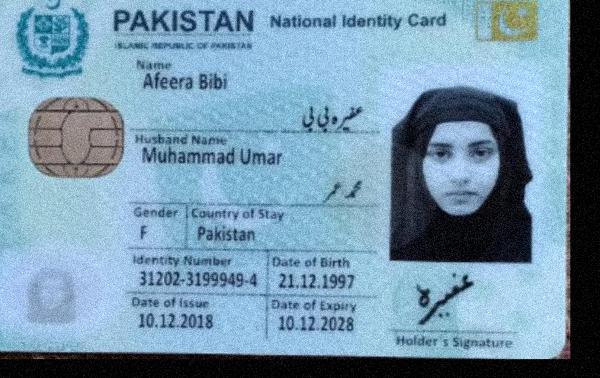 PAKISTAN National Identity Card
ISLAMIC REPUBLIC OF PAKISTAN
Name
Afeera Bibi
عفیرہ بی بی
Husband Name
Muhammad Umar
محمد عمر
Gender Country of Stay
F Pakistan
Identity Number Date of Birth
31202-3199949-4 21.12.1997
Date of Issue Date of Expiry
10.12.2018 10.12.2028
عفیرہ
Holder's Signature